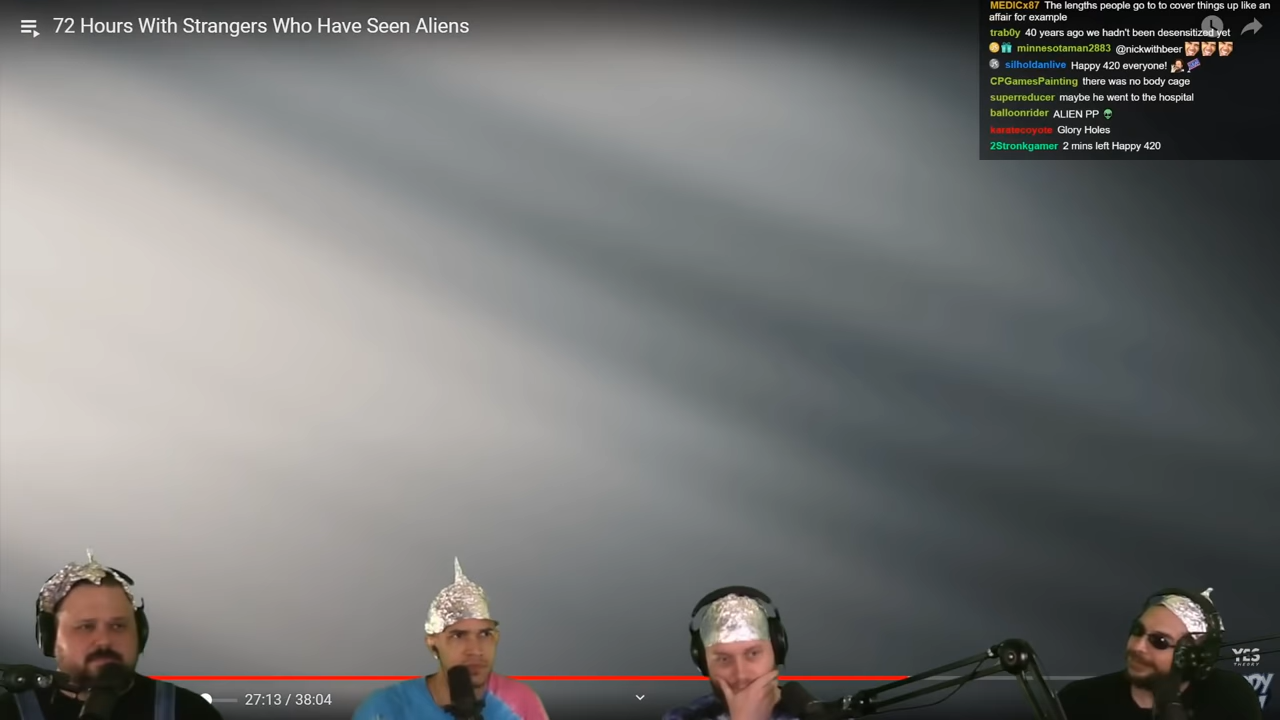 72 Hours With Strangers Who Have Seen Aliens
MEDICx87 The lengths people go to to cover things up like an
affair for example
trab0y 40 years ago we hadn't been desensitized yet
minnesotaman2883 @nickwithbeer
silholdanlive Happy 420 everyone!
CPGamesPainting there was no body cage
superreducer maybe he went to the hospital
balloonrider ALIEN PP
karatecoyote Glory Holes
2Stronkgamer 2 mins left Happy 420
27:13 / 38:04
YES
THEORY